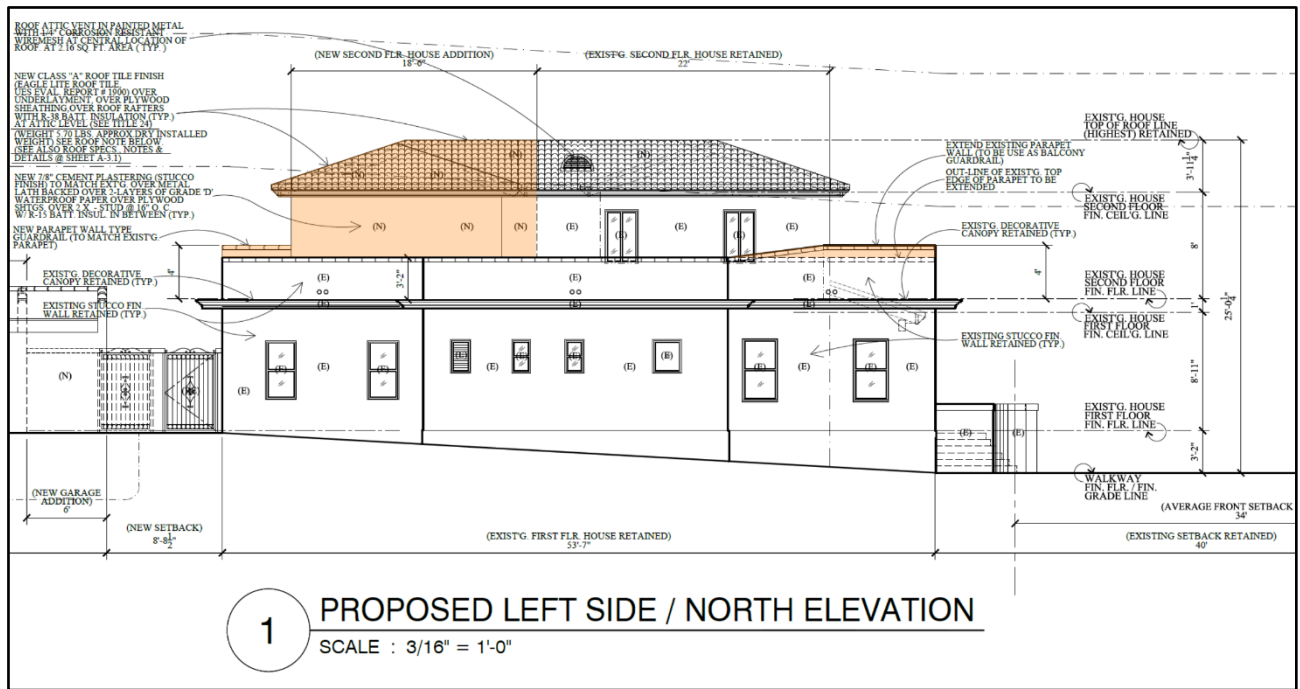 ROOF ATTIC VENT IN PAINTED METAL
WITH 1/4" CORROSION RESISTANT
WIREMESH AT CENTRAL LOCATION OF
ROOF. AT 2.16 SQ. FT. AREA ( TYP. )
NEW CLASS "A" ROOF TILE FINISH
(EAGLE LITE ROOF TILE,
UES EVAL. REPORT # 1900) OVER
UNDERLAYMENT, OVER PLYWOOD
SHEATHING OVER ROOF RAFTERS
WITH R-38 BATT. INSULATION (TYP.)
AT ATTIC LEVEL (SEE TITLE 24)
(WEIGHT 5.70 LBS. APPROX DRY INSTALLED
WEIGHT) SEE ROOF NOTE BELOW.
(SEE ALSO ROOF SPECS., NOTES &
DETAILS @ SHEET A-3.1)
NEW 7/8" CEMENT PLASTERING (STUCCO
FINISH) TO MATCH EXT'G. OVER METAL
LATH BACKED OVER 2-LAYERS OF GRADE 'D'
WATERPROOF PAPER OVER PLYWOOD
SHTGS. OVER 2 X - STUD @ 16" O. C.
W/ R-15 BATT. INSUL. IN BETWEEN (TYP.)
NEW PARAPET WALL TYPE
GUARDRAIL (TO MATCH EXIST'G.
PARAPET)
EXIST'G. DECORATIVE
CANOPY RETAINED (TYP.)
EXISTING STUCCO FIN.
WALL RETAINED (TYP.)
(NEW SECOND FLR. HOUSE ADDITION)
18'-6"
(EXIST'G. SECOND FLR. HOUSE RETAINED)
22'
EXTEND EXISTING PARAPET
WALL (TO BE USE AS BALCONY
GUARDRAIL)
OUT-LINE OF EXIST'G. TOP
EDGE OF PARAPET TO BE
EXTENDED
EXIST'G. DECORATIVE
CANOPY RETAINED (TYP.)
EXISTING STUCCO FIN.
WALL RETAINED (TYP.)
EXIST'G. HOUSE
TOP OF ROOF LINE
(HIGHEST) RETAINED
3'-11 1/4"
EXIST'G. HOUSE
SECOND FLOOR
FIN. CEIL'G. LINE
8'
EXIST'G. HOUSE
SECOND FLOOR
FIN. FLR. LINE
1'
EXIST'G. HOUSE
FIRST FLOOR
FIN. CEIL'G. LINE
25'-0 1/4"
8'-11"
EXIST'G. HOUSE
FIRST FLOOR
FIN. FLR. LINE
3'-2"
WALKWAY
FIN. FLR. / FIN.
GRADE LINE
(N) (N) (N) (N)
(N) (N) (N) (E) (E) (E) (E)
4' 3'-2" 4'
(E) (E) (E)
(E) (E) (E)
(N) (E) (E) (E) (E) (E) (E) (E) (E) (E) (E) (E) (E) (E) (E) (E)
(E) (E)
(NEW GARAGE
ADDITION)
6'
(NEW SETBACK)
8'-8 1/2"
(EXIST'G. FIRST FLR. HOUSE RETAINED)
53'-7"
(AVERAGE FRONT SETBACK
34'
(EXISTING SETBACK RETAINED)
40'
1
PROPOSED LEFT SIDE / NORTH ELEVATION
SCALE : 3/16" = 1'-0"